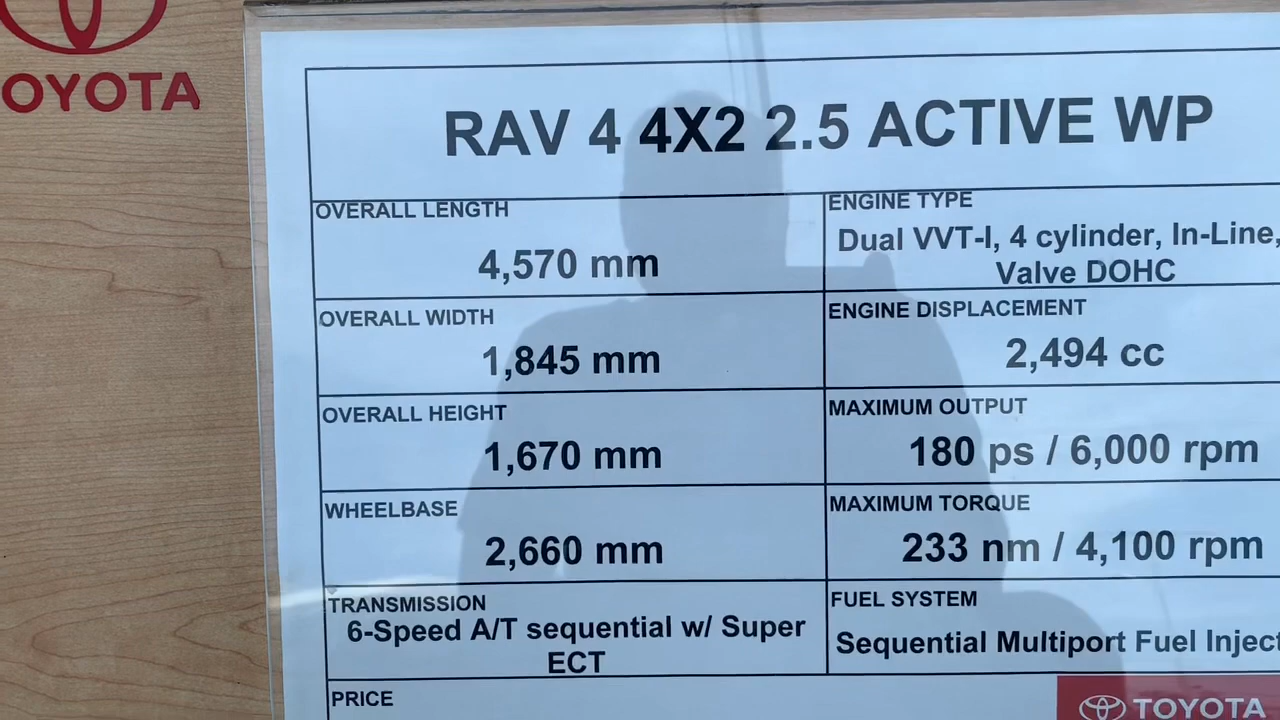 OYOTA
RAV 4 4X2 2.5 ACTIVE WP
OVERALL LENGTH
4,570 mm
ENGINE TYPE
Dual VVT-I, 4 cylinder, In-Line,
Valve DOHC
OVERALL WIDTH
1,845 mm
ENGINE DISPLACEMENT
2,494 cc
OVERALL HEIGHT
1,670 mm
MAXIMUM OUTPUT
180 ps / 6,000 rpm
WHEELBASE
2,660 mm
MAXIMUM TORQUE
233 nm / 4,100 rpm
TRANSMISSION
6-Speed A/T sequential w/ Super
ECT
FUEL SYSTEM
Sequential Multiport Fuel Inject
PRICE
TOYOTA